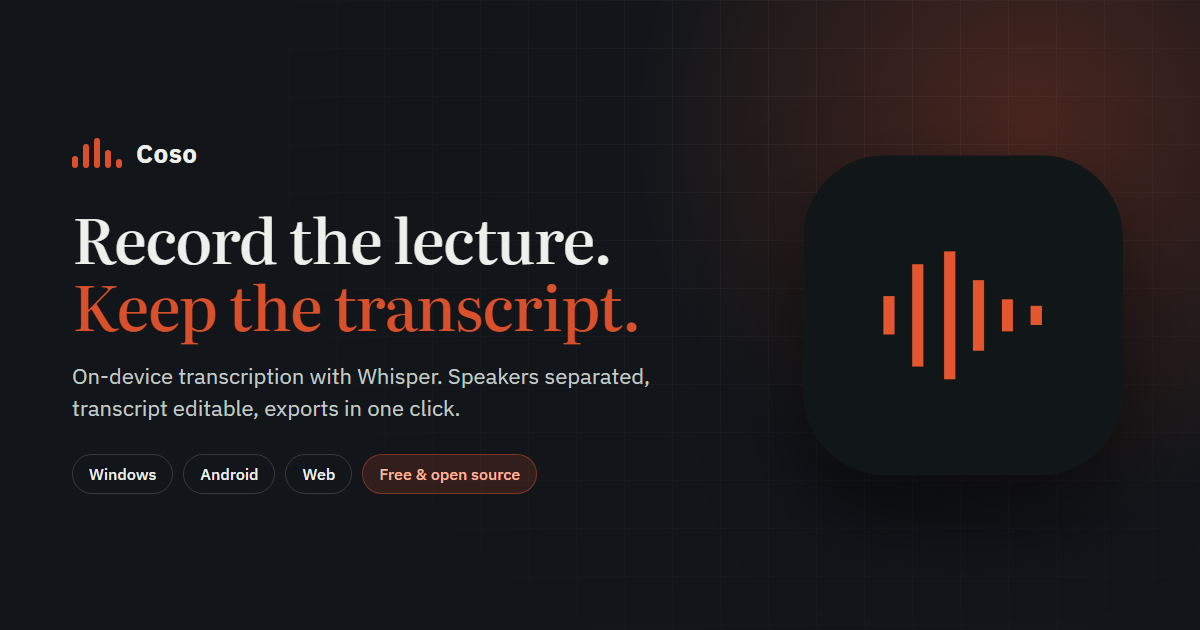 Coso
Record the lecture.
Keep the transcript.
On-device transcription with Whisper. Speakers separated,
transcript editable, exports in one click.
Windows Android Web Free & open source